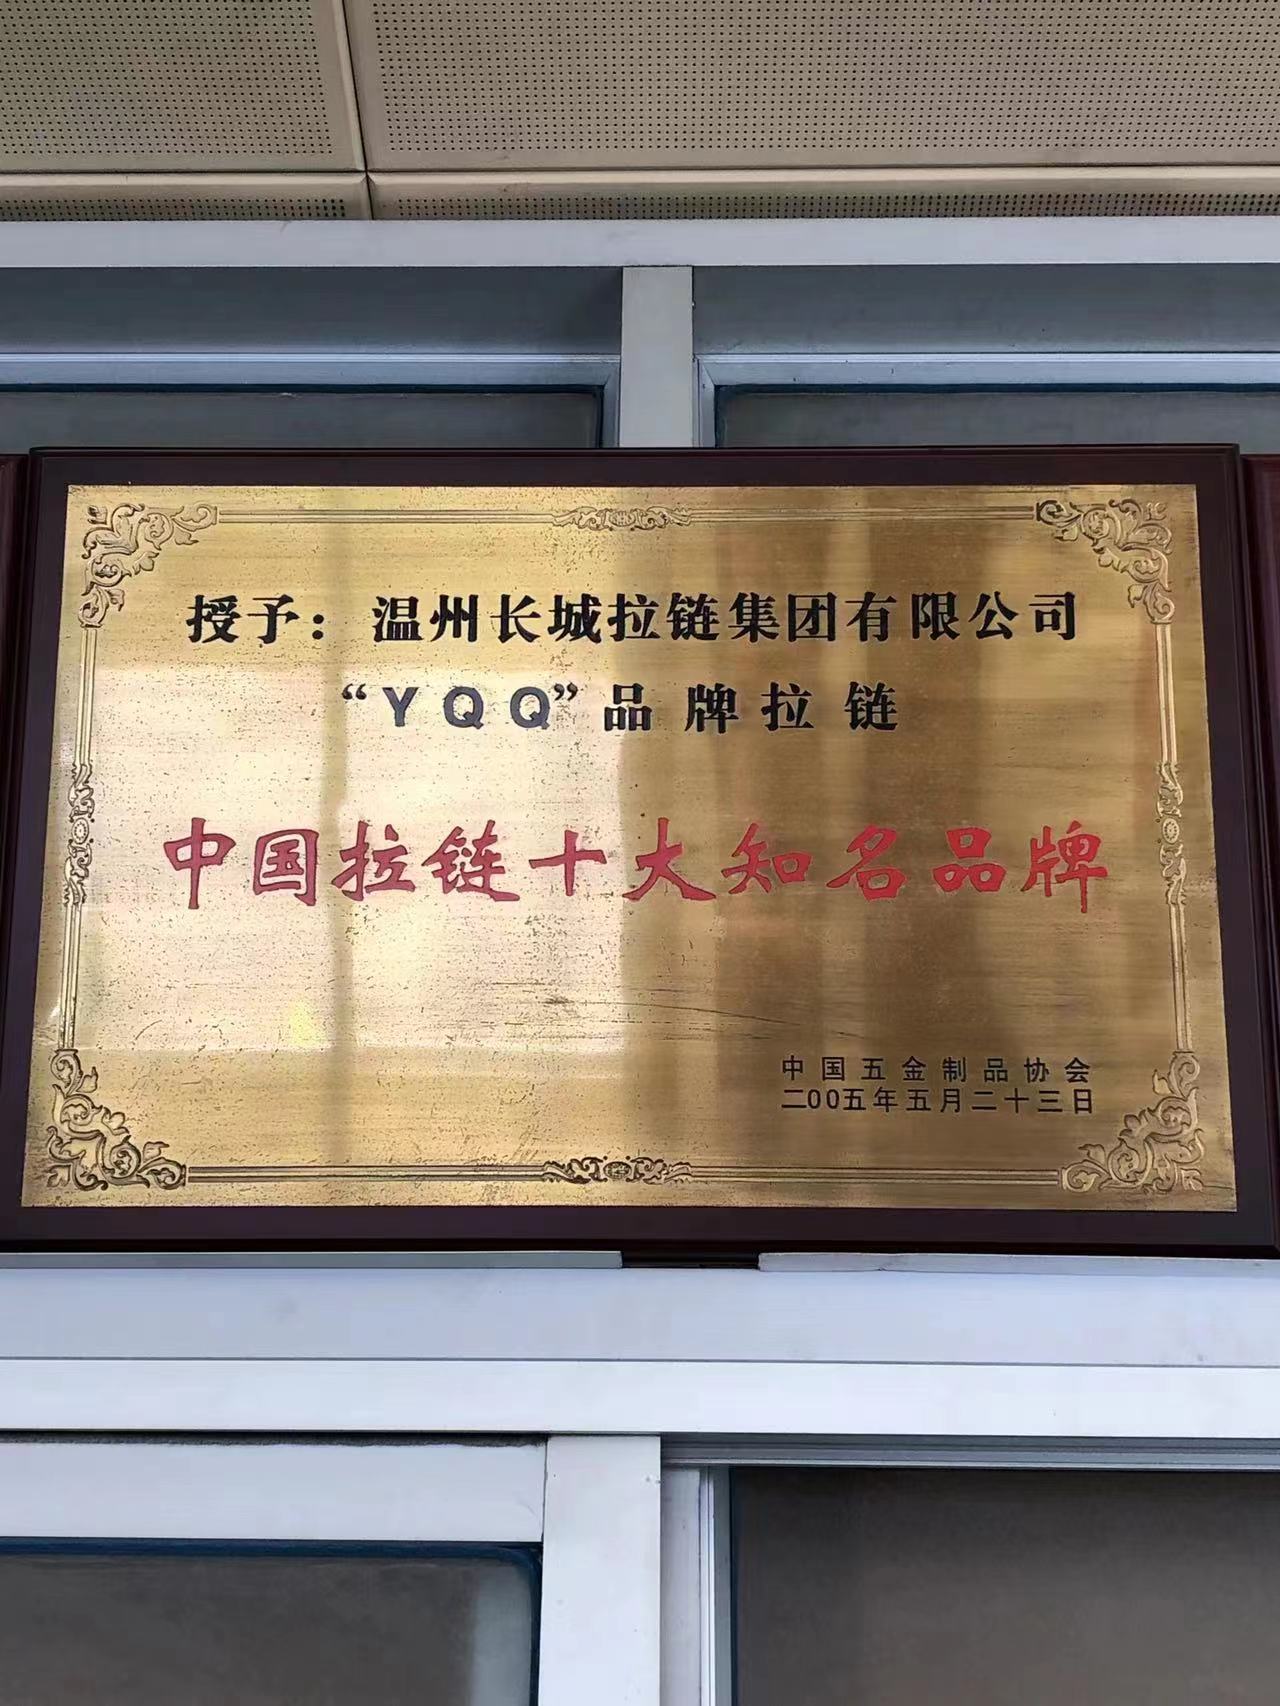 授予：温州长城拉链集团有限公司
“YQQ”品牌拉链
中国拉链十大知名品牌
中国五金制品协会
二00五年五月二十三日